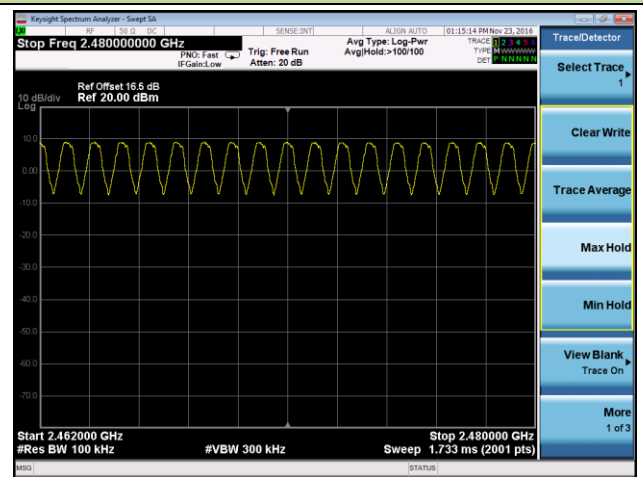 Keysight Spectrum Analyzer - Swept SA
RF 50 Ω DC SENSE:INT ALIGN AUTO 01:15:14 PM Nov 23, 2016
Stop Freq 2.480000000 GHz
PNO: Fast
IFGain:Low
Trig: Free Run
Atten: 20 dB
Avg Type: Log-Pwr
Avg|Hold:>100/100
TRACE 1 2 3 4 5 6
TYPE M WWWWW
DET P N N N N N
Ref Offset 16.5 dB
10 dB/div Ref 20.00 dBm
Log
10.0
0.00
-10.0
-20.0
-30.0
-40.0
-50.0
-60.0
-70.0
Start 2.462000 GHz Stop 2.480000 GHz
#Res BW 100 kHz #VBW 300 kHz Sweep 1.733 ms (2001 pts)
MSG STATUS
Trace/Detector
Select Trace
1
Clear Write
Trace Average
Max Hold
Min Hold
View Blank
Trace On
More
1 of 3